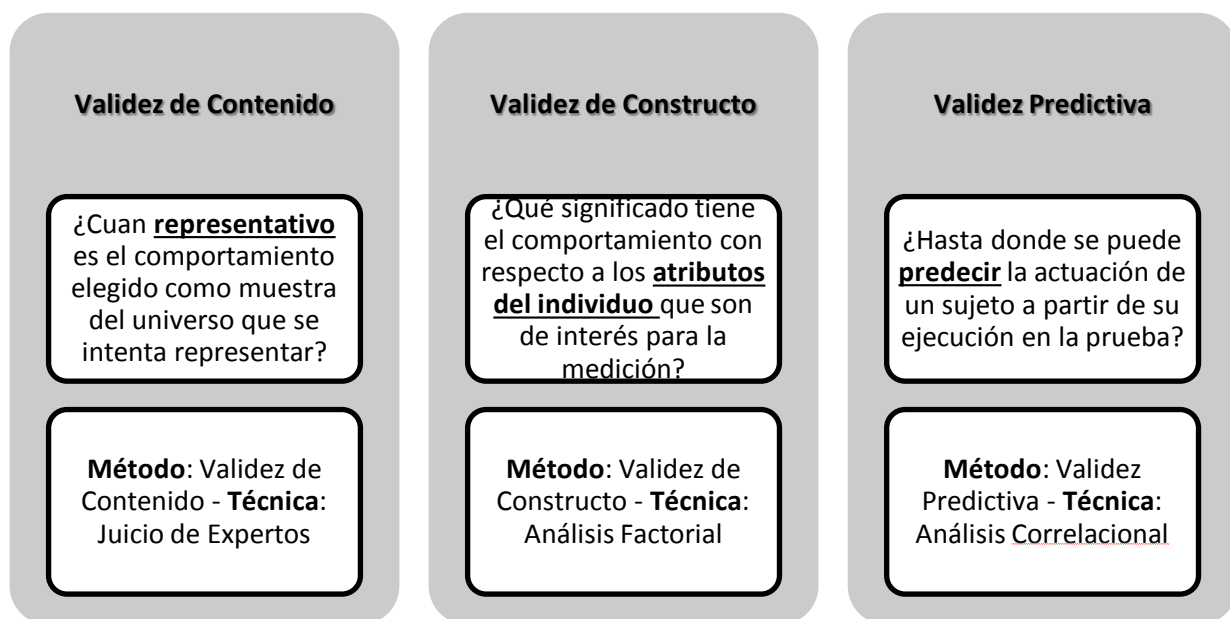 Validez de Contenido
¿Cuan representativo
es el comportamiento
elegido como muestra
del universo que se
intenta representar?
Método: Validez de
Contenido - Técnica:
Juicio de Expertos
Validez de Constructo
¿Qué significado tiene
el comportamiento con
respecto a los atributos
del individuo que son
de interés para la
medición?
Método: Validez de
Constructo - Técnica:
Análisis Factorial
Validez Predictiva
¿Hasta donde se puede
predecir la actuación de
un sujeto a partir de su
ejecución en la prueba?
Método: Validez
Predictiva - Técnica:
Análisis Correlacional